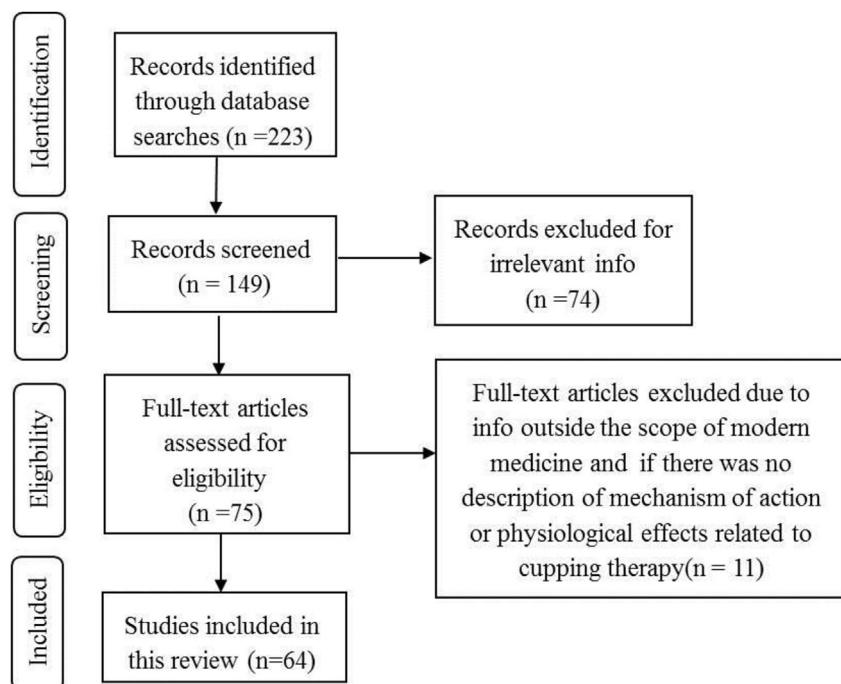 Identification
Records identified
through database
searches (n =223)
Screening
Records screened
(n = 149)
Records excluded for
irrelevant info
(n =74)
Eligibility
Full-text articles
assessed for
eligibility
(n =75)
Full-text articles excluded due to
info outside the scope of modern
medicine and  if there was no
description of mechanism of action
or physiological effects related to
cupping therapy(n = 11)
Included
Studies included in
this review (n=64)